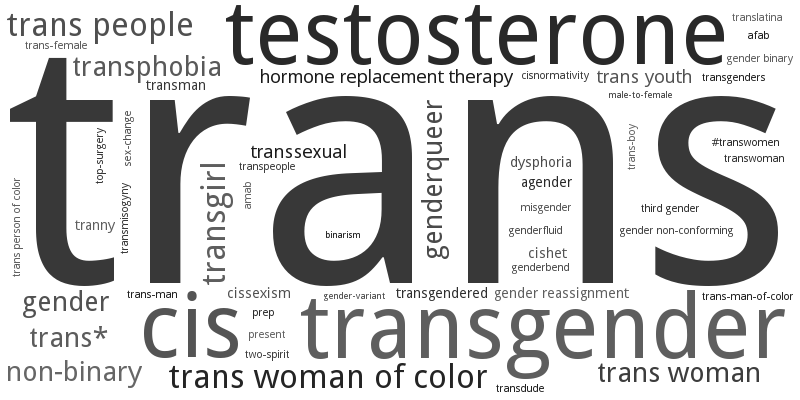 trans people
testosterone
translatina
afab
trans-female
transphobia
gender binary
hormone replacement therapy
cisnormativity
trans youth
transgenders
transman
male-to-female
trans
top-surgery
sex-change
transsexual
transpeople
genderqueer
trans-boy
#transwomen
transwoman
dysphoria
agender
transgirl
amab
transmisogyny
trans person of color
tranny
misgender
third gender
binarism
genderfluid
gender non-conforming
cishet
genderbend
gender
trans-man
cissexism
gender-variant
transgendered
gender reassignment
trans-man-of-color
cis
prep
transgender
trans*
present
two-spirit
non-binary
trans woman of color
transdude
trans woman